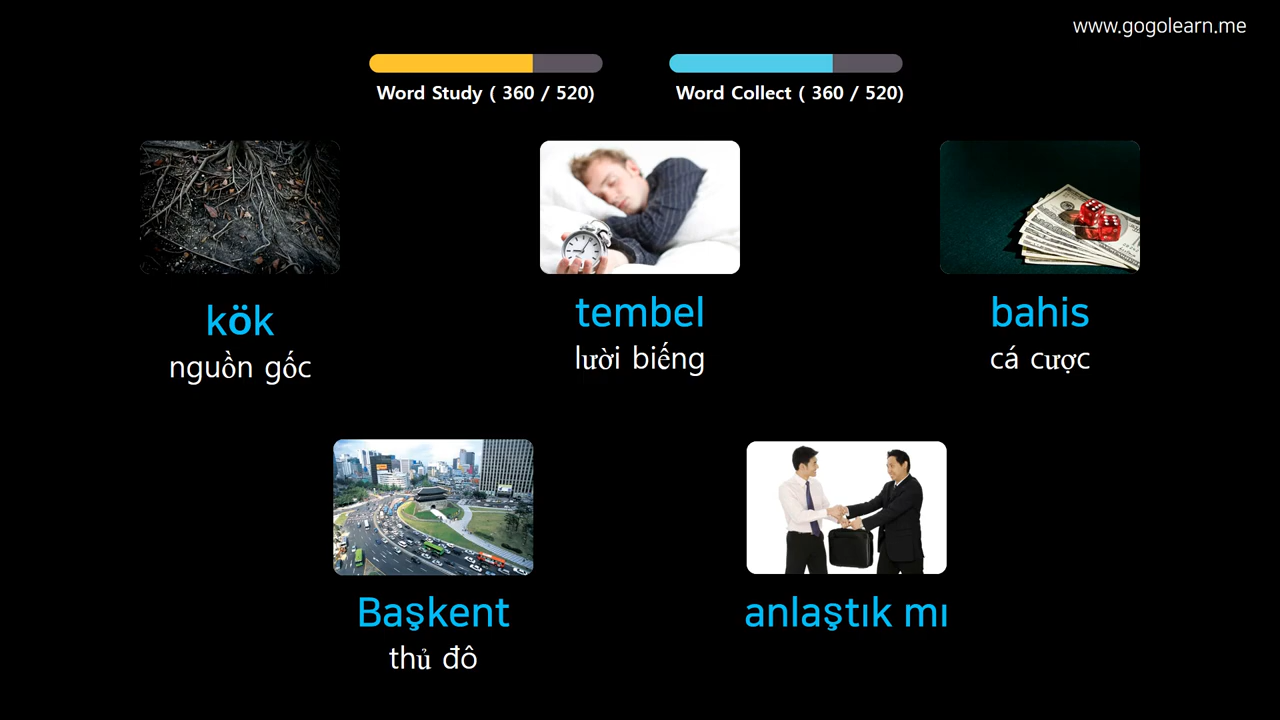 www.gogolearn.me
Word Study ( 360 / 520)
Word Collect ( 360 / 520)
kök
nguồn gốc
tembel
lười biếng
bahis
cá cược
Başkent
thủ đô
anlaştık mı